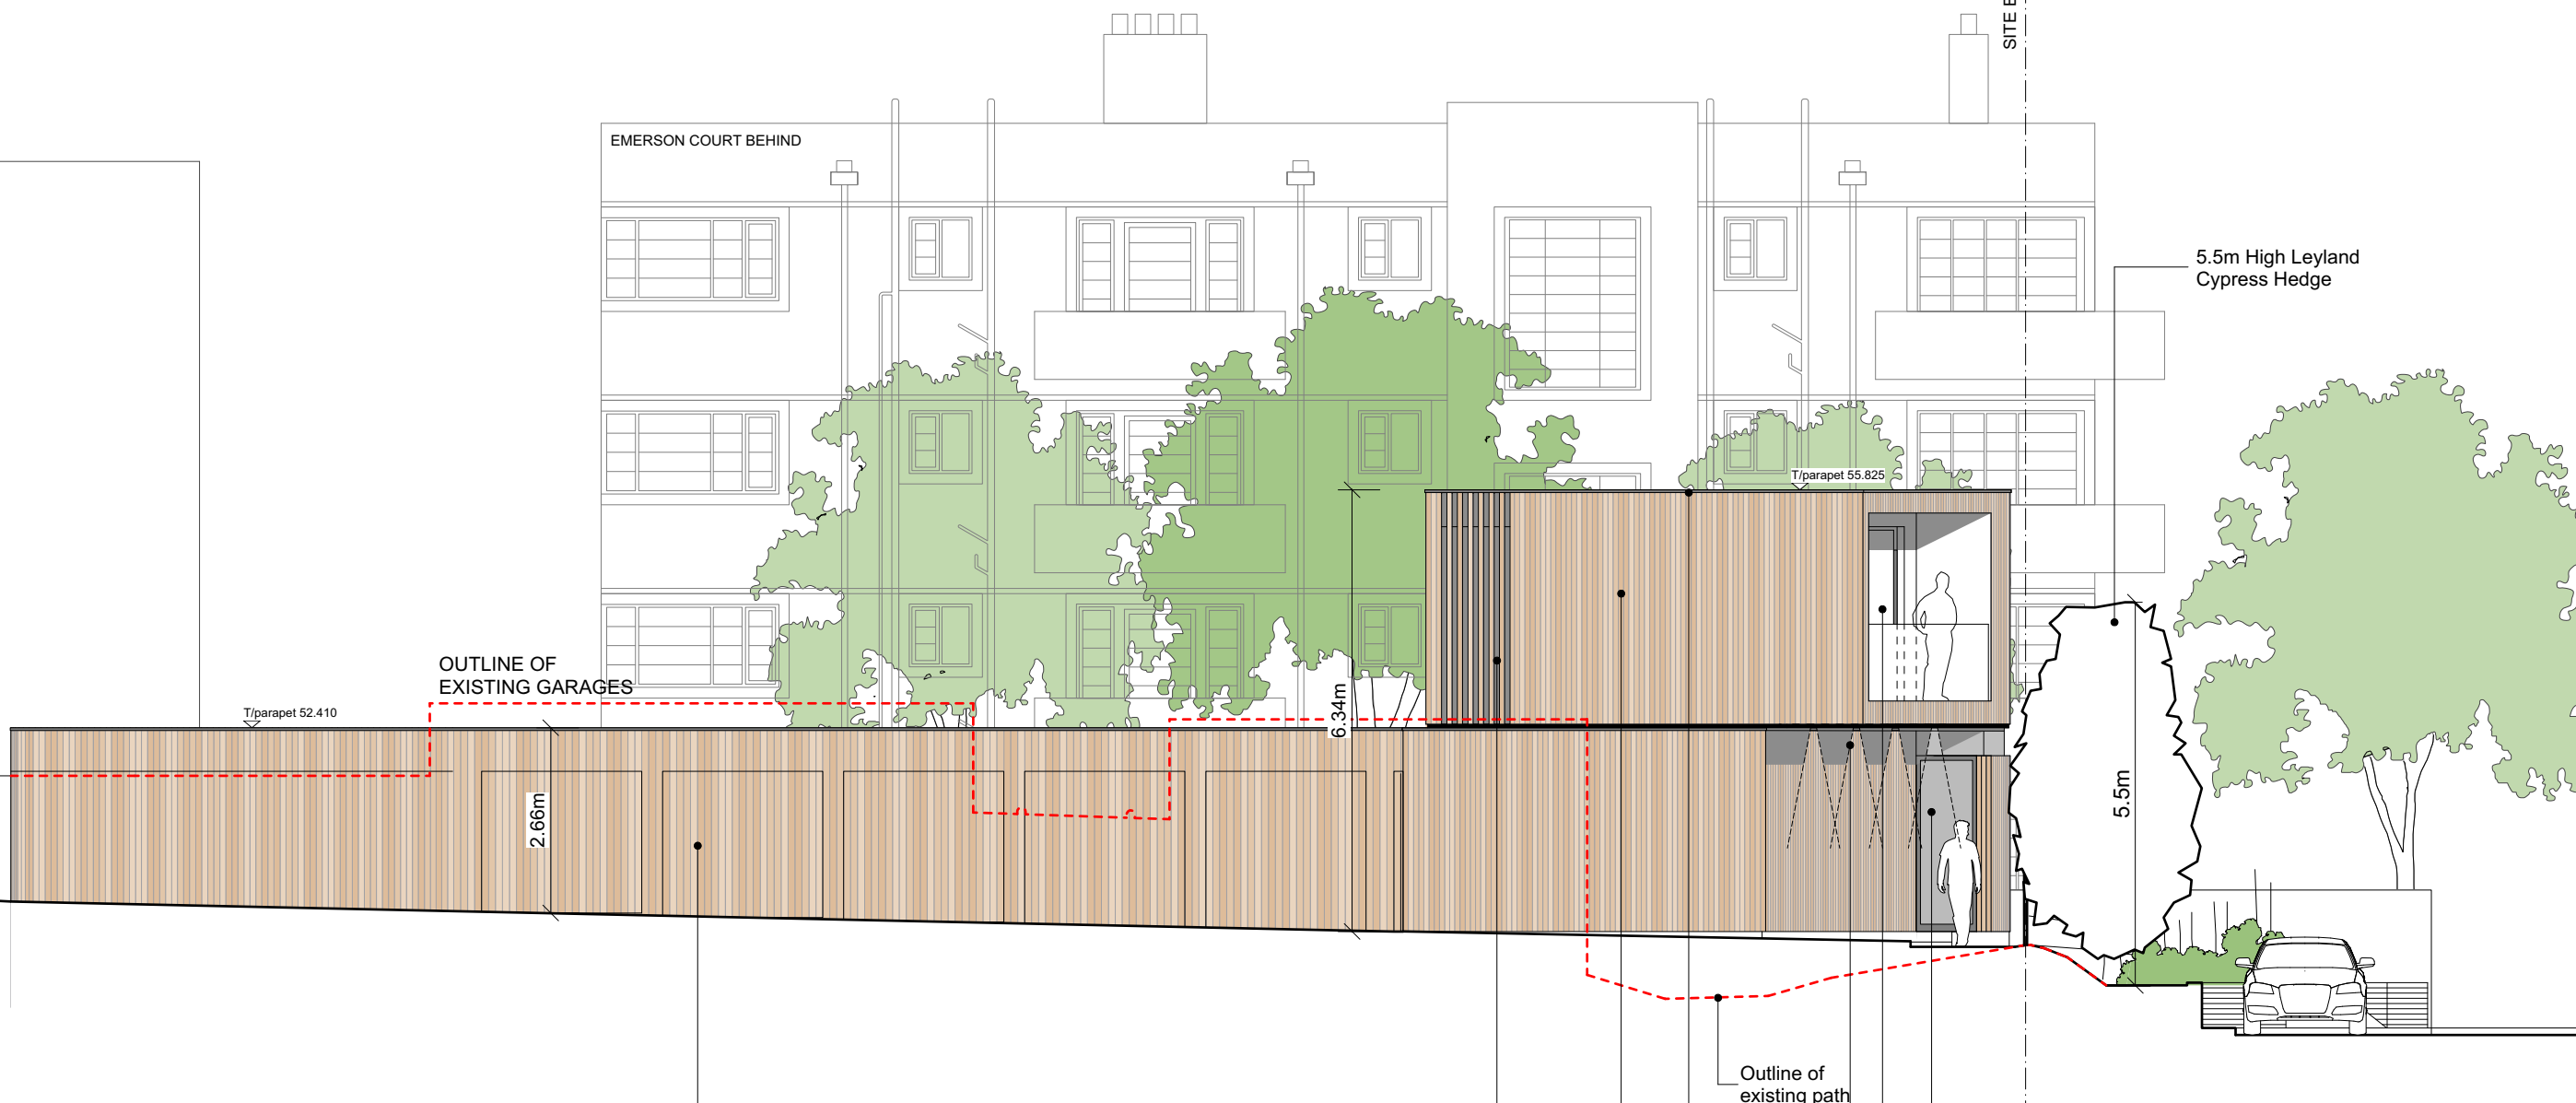 SITE B
EMERSON COURT BEHIND
5.5m High Leyland
Cypress Hedge
T/parapet 55.825
OUTLINE OF
EXISTING GARAGES
T/parapet 52.410
6.34m
2.66m
5.5m
Outline of
existing path